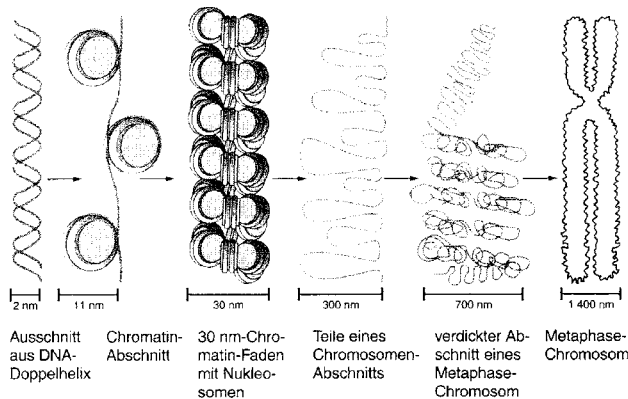 2 nm
11 nm
30 nm
300 nm
700 nm
1 400 nm
Ausschnitt
aus DNA-
Doppelhelix
Chromatin-
Abschnitt
30 nm-Chro-
matin-Faden
mit Nukleo-
somen
Teile eines
Chromosomen-
Abschnitts
verdickter Ab-
schnitt eines
Metaphase-
Chromosom
Metaphase-
Chromosom